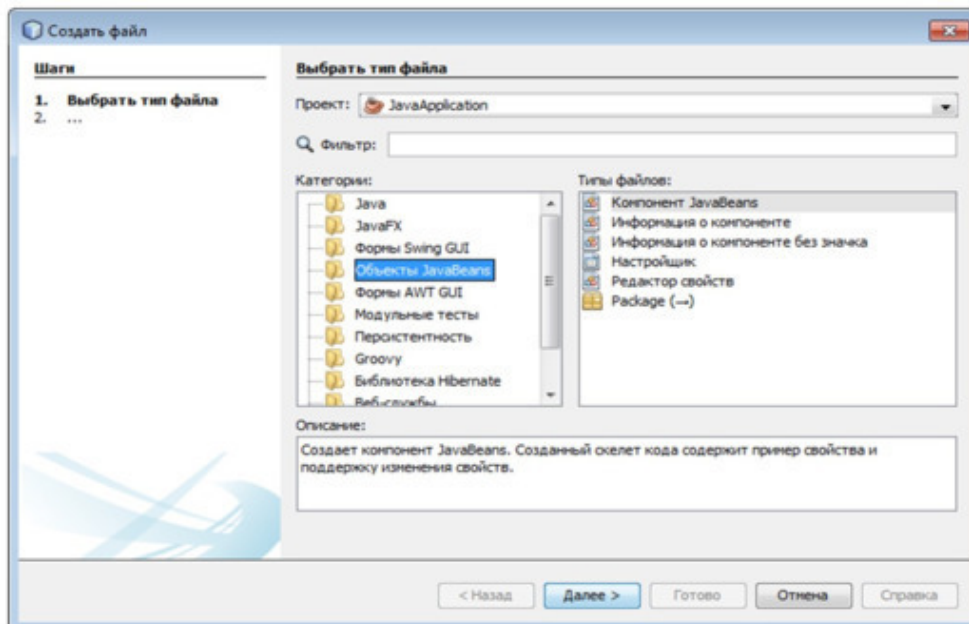 Создать файл
Шаги
1. Выбрать тип файла
2. ...
Выбрать тип файла
Проект: JavaApplication
Фильтр:
Категории:
Java
JavaFX
Формы Swing GUI
Объекты JavaBeans
Формы AWT GUI
Модульные тесты
Персистентность
Groovy
Библиотека Hibernate
Веб-службы
Типы файлов:
Компонент JavaBeans
Информация о компоненте
Информация о компоненте без значка
Настройщик
Редактор свойств
Package (→)
Описание:
Создает компонент JavaBeans. Созданный скелет кода содержит пример свойства и
поддержку изменения свойств.
< Назад Далее > Готово Отмена Справка